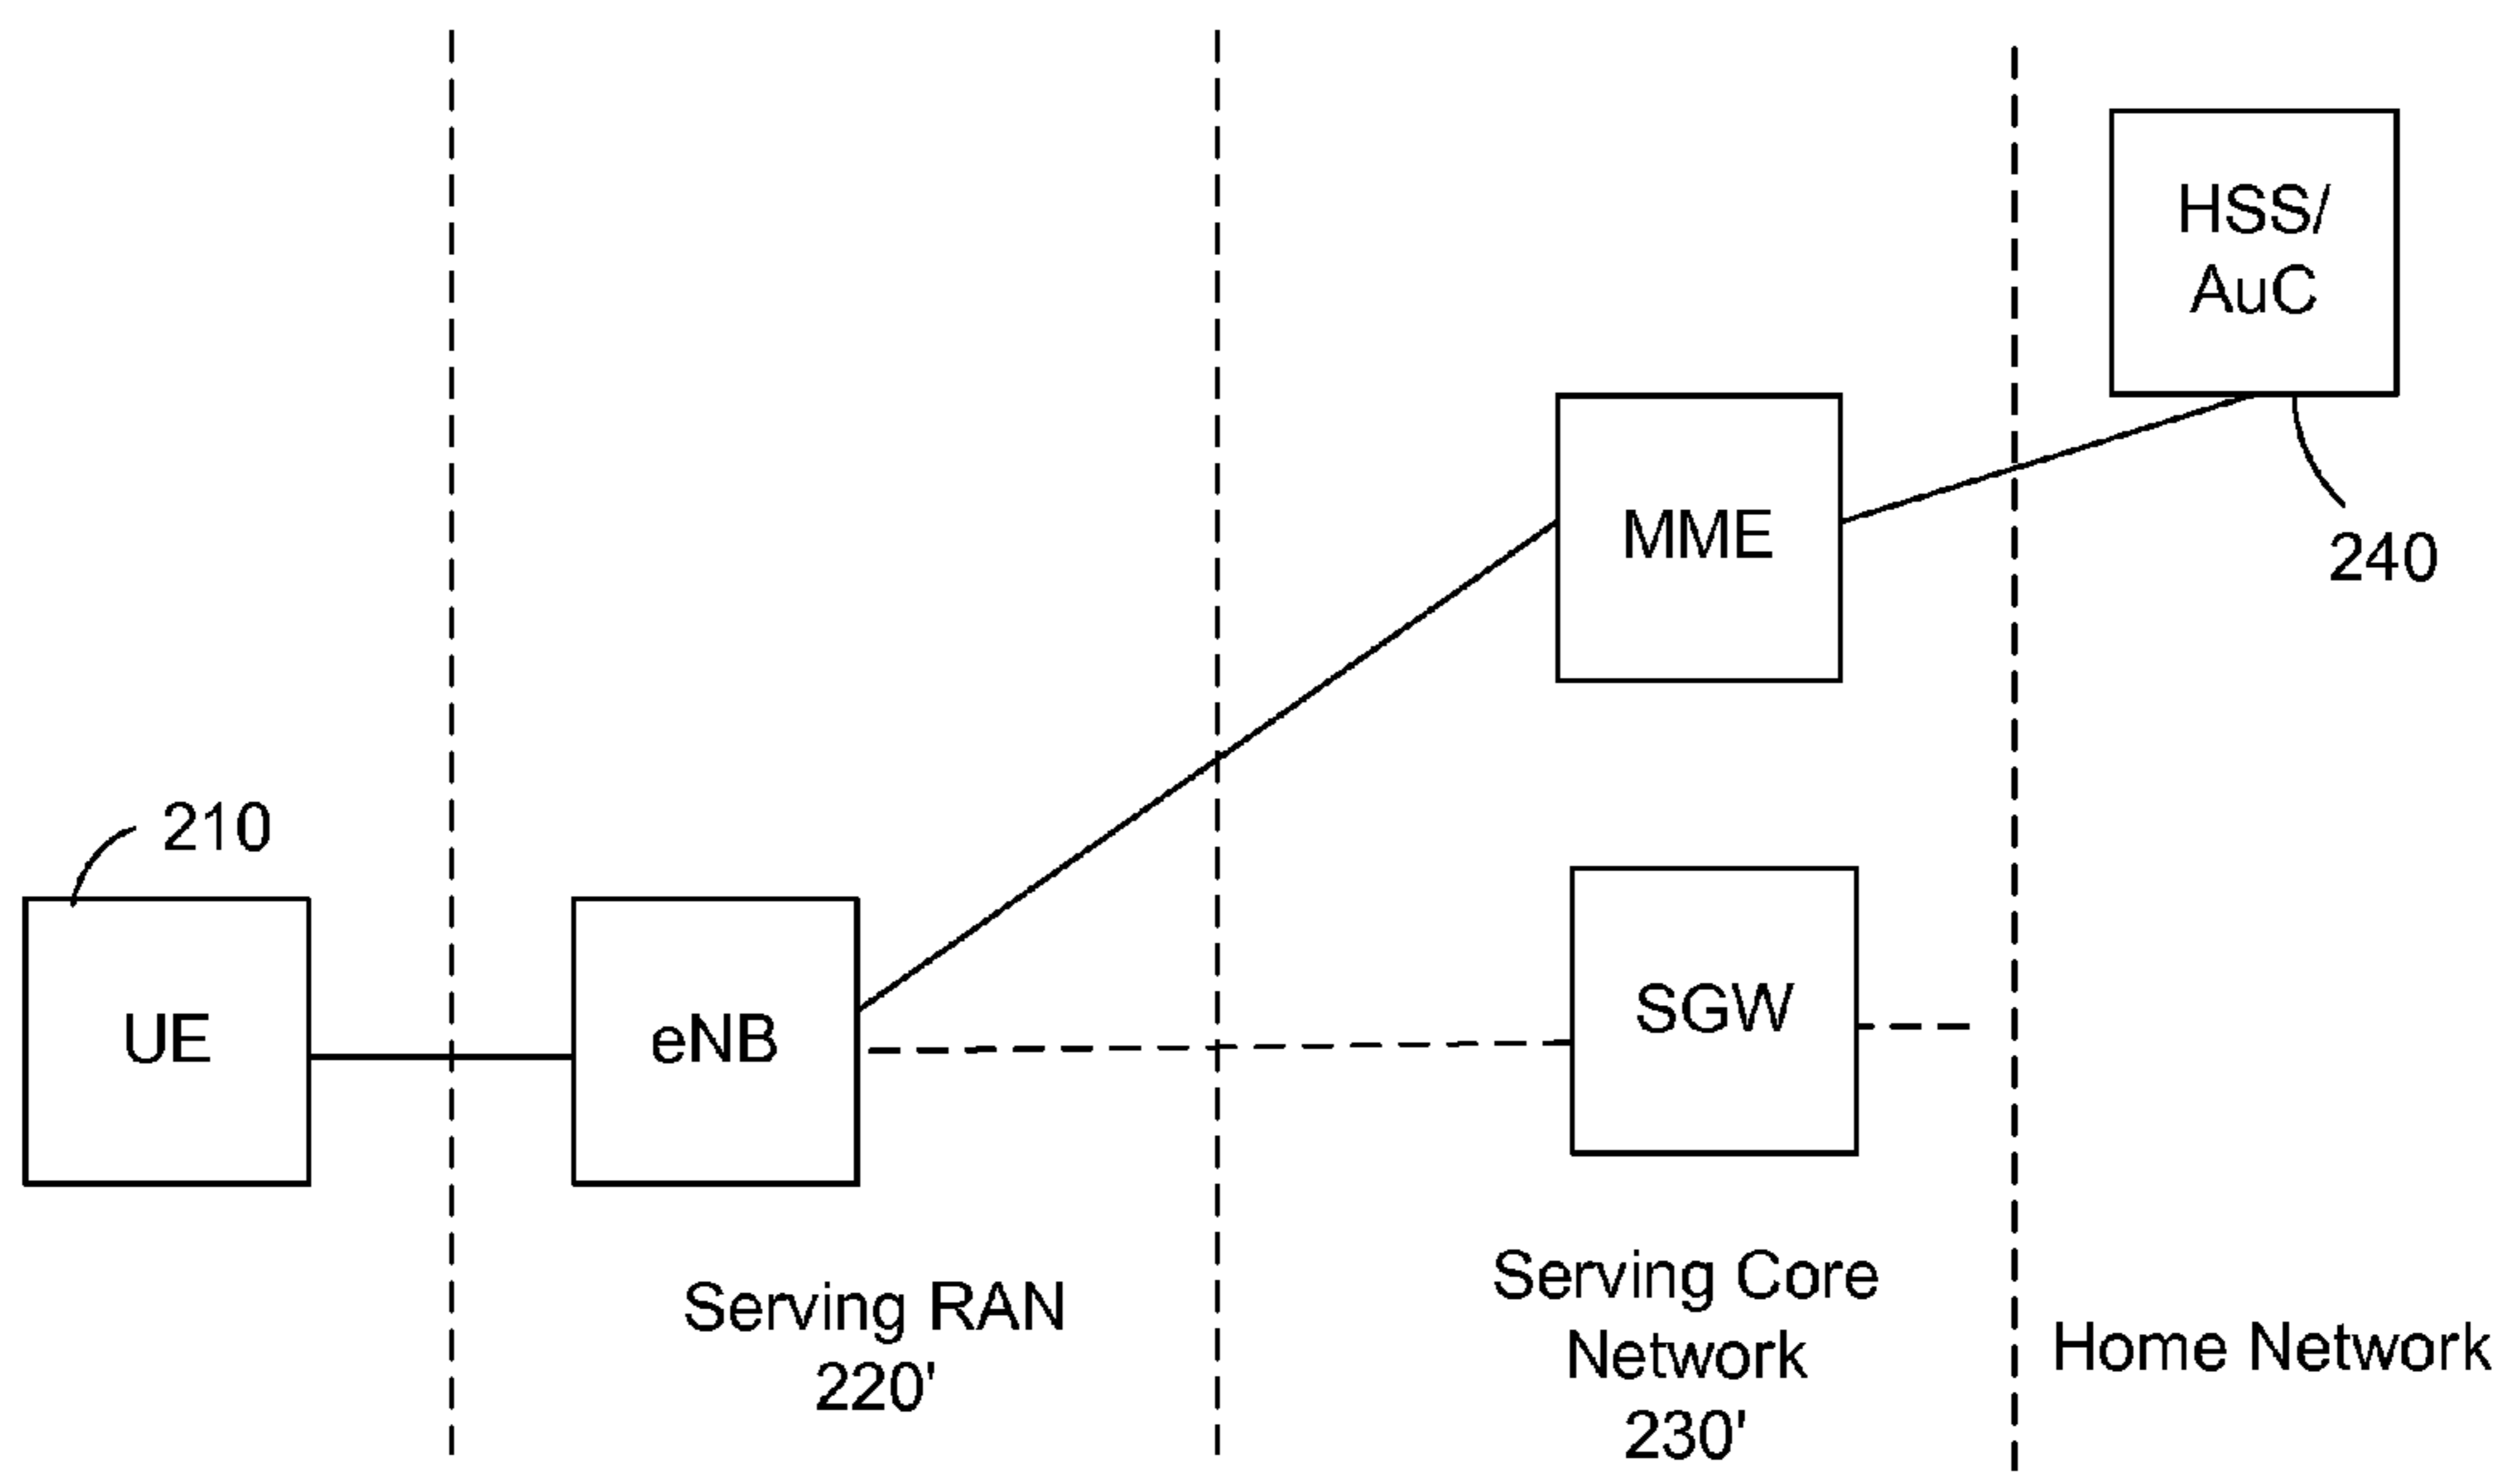 HSS/
AuC
MME
240
210
UE
eNB
SGW
Serving RAN
220'
Serving Core
Network
230'
Home Network